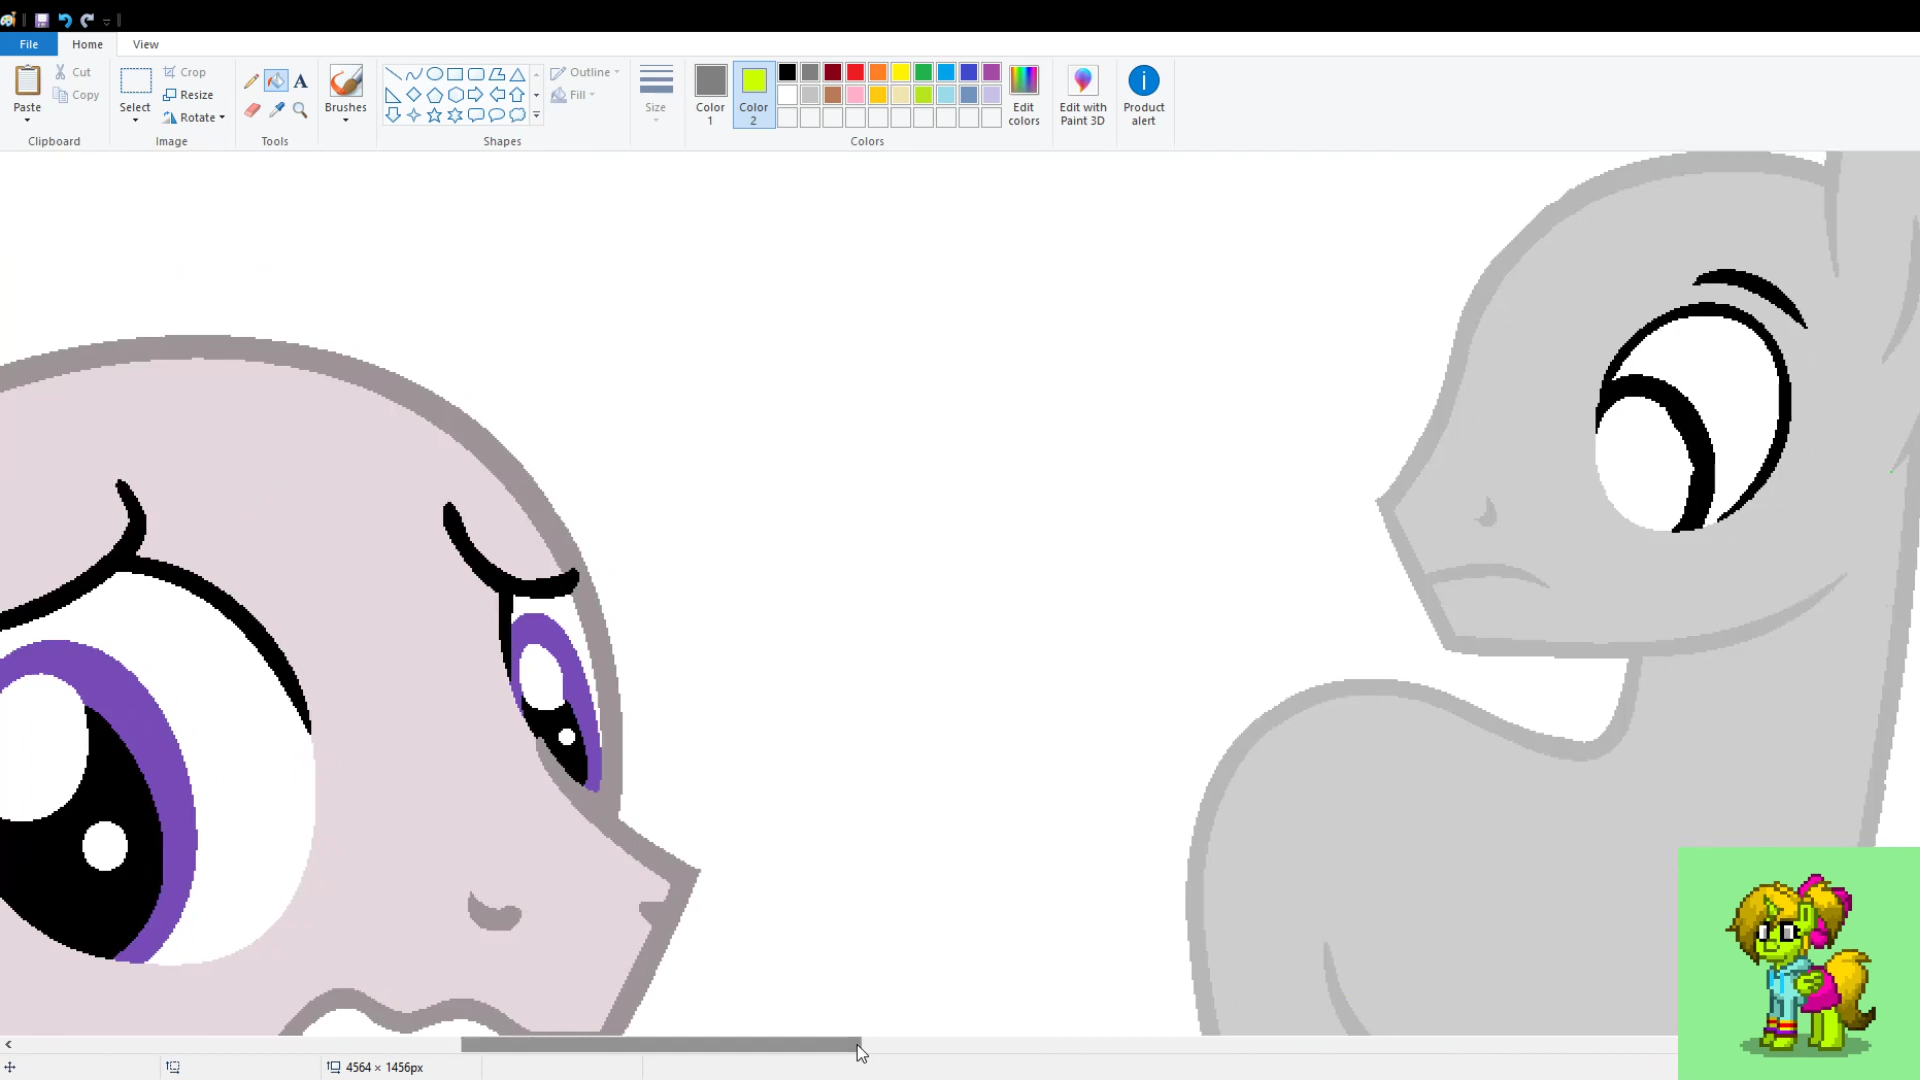 File Home View
Paste
Cut
Copy
Clipboard
Select
Crop
Resize
Rotate
Image
A
Tools
Brushes
Outline
Fill
Shapes
Size
Color 1
Color 2
Edit colors
Colors
Edit with Paint 3D
Product alert
4564 × 1456px